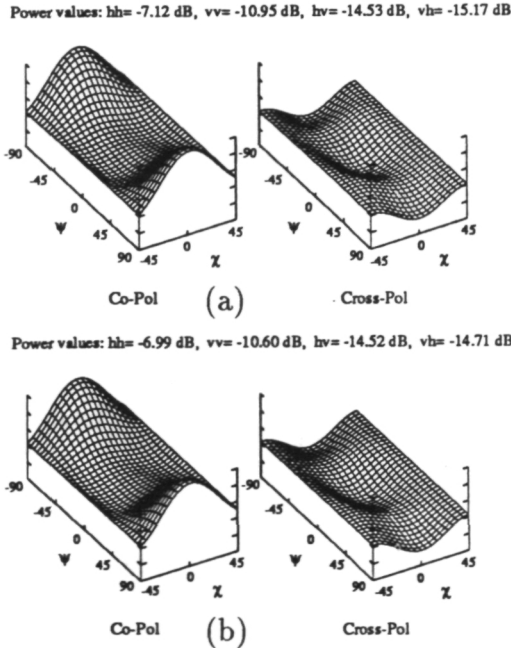 Power values: hh= -7.12 dB, vv= -10.95 dB, hv= -14.53 dB, vh= -15.17 dB
-90 -45 0 45 90 Ψ -45 0 45 χ
-90 -45 0 45 90 Ψ -45 0 45 χ
Co-Pol (a) Cross-Pol
Power values: hh= -6.99 dB, vv= -10.60 dB, hv= -14.52 dB, vh= -14.71 dB
-90 -45 0 45 90 Ψ -45 0 45 χ
-90 -45 0 45 90 Ψ -45 0 45 χ
Co-Pol (b) Cross-Pol